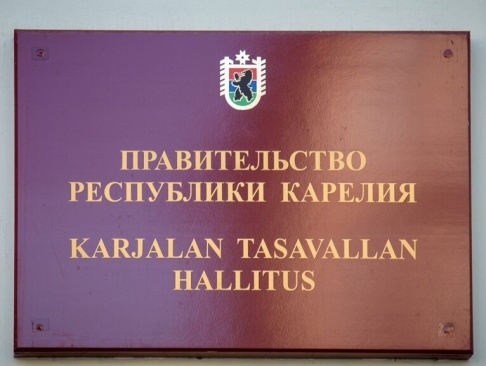 ПРАВИТЕЛЬСТВО
РЕСПУБЛИКИ КАРЕЛИЯ
KARJALAN TASAVALLAN
HALLITUS